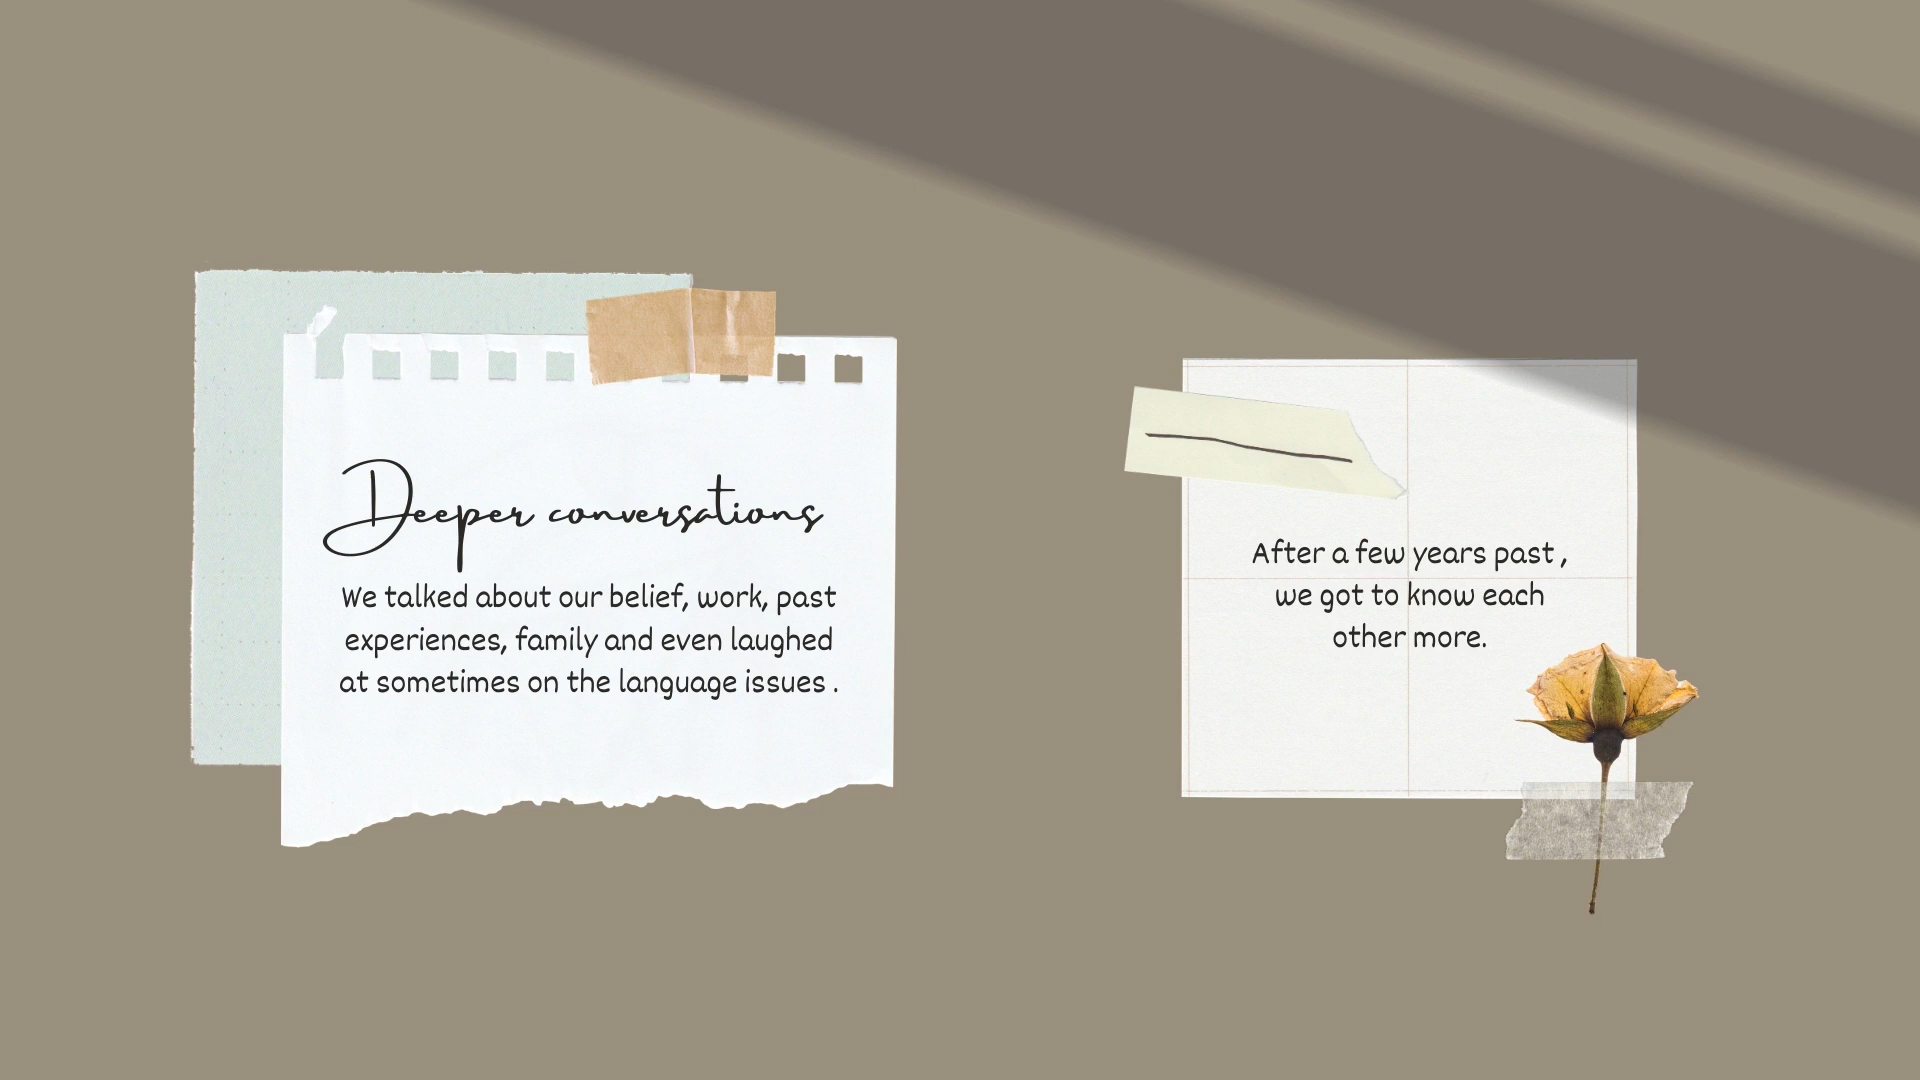 Deeper conversations
We talked about our belief, work, past
experiences, family and even laughed
at sometimes on the language issues .
After a few years past ,
we got to know each
other more.